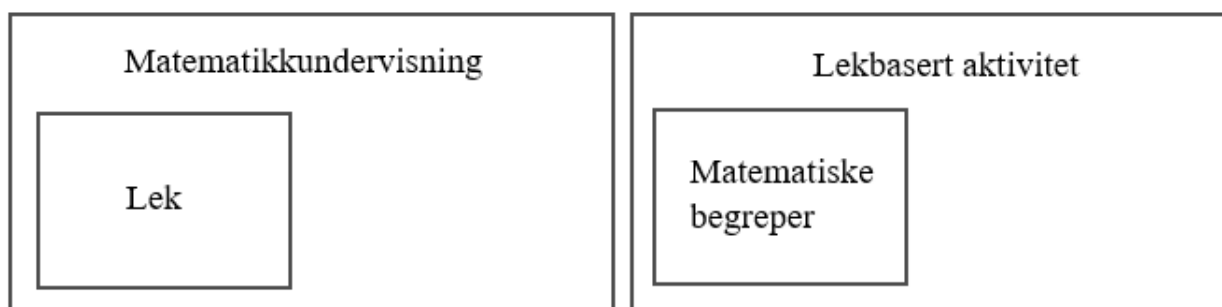 Matematikkundervisning
Lek
Lekbasert aktivitet
Matematiske
begreper